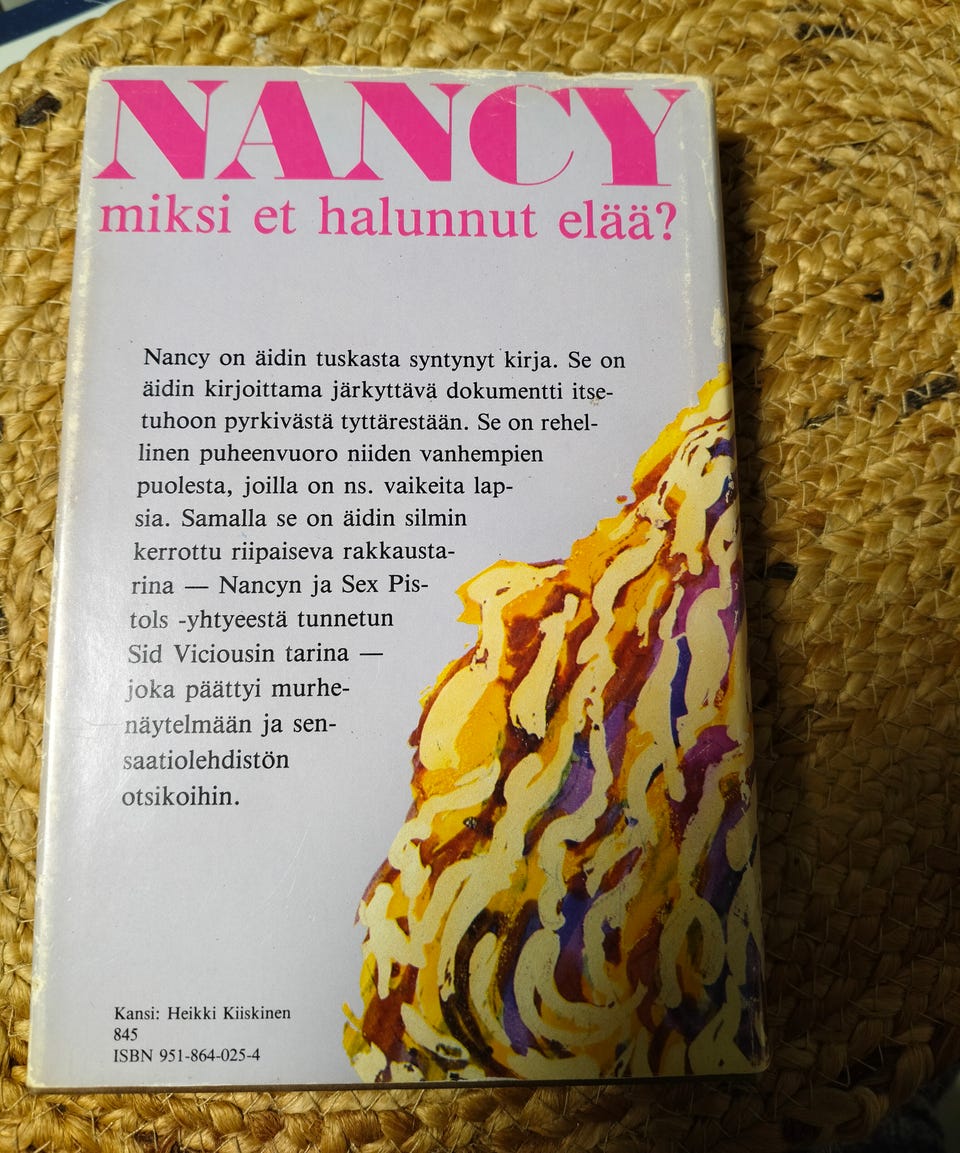 NANCY
miksi et halunnut elää?
Nancy on äidin tuskasta syntynyt kirja. Se on
äidin kirjoittama järkyttävä dokumentti itse-
tuhoon pyrkivästä tyttärestään. Se on rehel-
linen puheenvuoro niiden vanhempien
puolesta, joilla on ns. vaikeita lap-
sia. Samalla se on äidin silmin
kerrottu riipaiseva rakkausta-
rina — Nancyn ja Sex Pis-
tols -yhtyeestä tunnetun
Sid Viciousin tarina —
joka päättyi murhe-
näytelmään ja sen-
saatiolehdistön
otsikoihin.
Kansi: Heikki Kiiskinen
845
ISBN 951-864-025-4